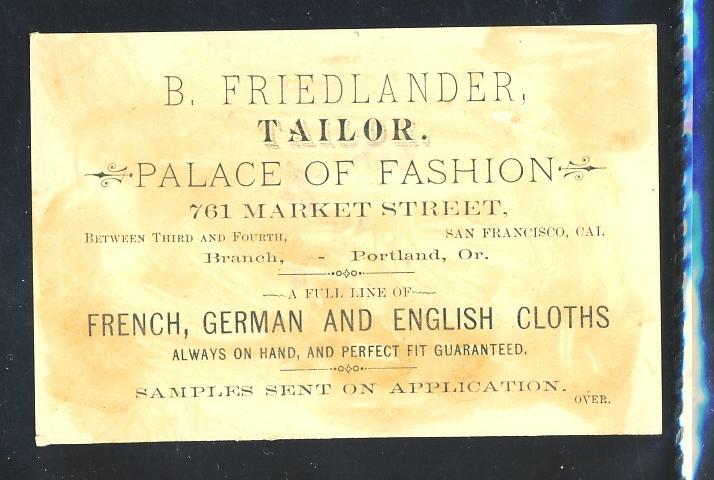 B. FRIEDLANDER,
TAILOR.
PALACE OF FASHION
761 MARKET STREET,
BETWEEN THIRD AND FOURTH, SAN FRANCISCO, CAL
Branch, - Portland, Or.
A FULL LINE OF
FRENCH, GERMAN AND ENGLISH CLOTHS
ALWAYS ON HAND, AND PERFECT FIT GUARANTEED.
SAMPLES SENT ON APPLICATION.
OVER.